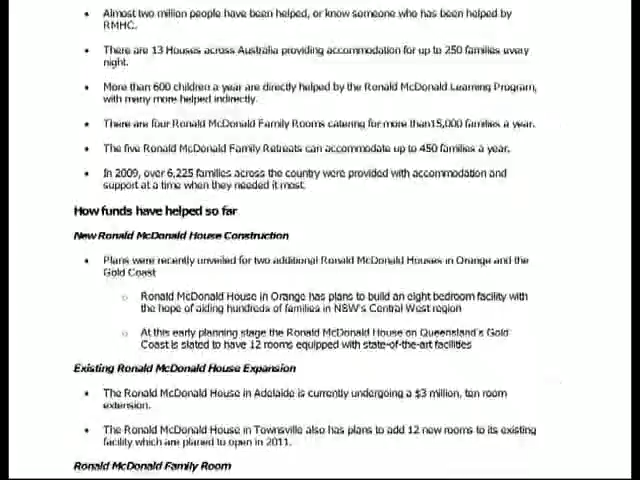 • Almost two million people have been helped, or know someone who has been helped by
RMHC.
• There are 13 Houses across Australia providing accommodation for up to 250 families every
night.
• More than 600 children a year are directly helped by the Ronald McDonald Learning Program,
with many more helped indirectly.
• There are four Ronald McDonald Family Rooms catering for more than15,000 families a year.
• The five Ronald McDonald Family Retreats can accommodate up to 450 families a year.
• In 2009, over 6,225 families across the country were provided with accommodation and
support at a time when they needed it most.
How funds have helped so far
New Ronald McDonald House Construction
• Plans were recently unveiled for two additional Ronald McDonald Houses in Orange and the
Gold Coast
o Ronald McDonald House in Orange has plans to build an eight bedroom facility with
the hope of aiding hundreds of families in NSW's Central West region
o At this early planning stage the Ronald McDonald House on Queensland's Gold
Coast is slated to have 12 rooms equipped with state-of-the-art facilities
Existing Ronald McDonald House Expansion
• The Ronald McDonald House in Adelaide is currently undergoing a $3 million, ten room
extension.
• The Ronald McDonald House in Townsville also has plans to add 12 new rooms to its existing
facility which are planed to open in 2011.
Ronald McDonald Family Room